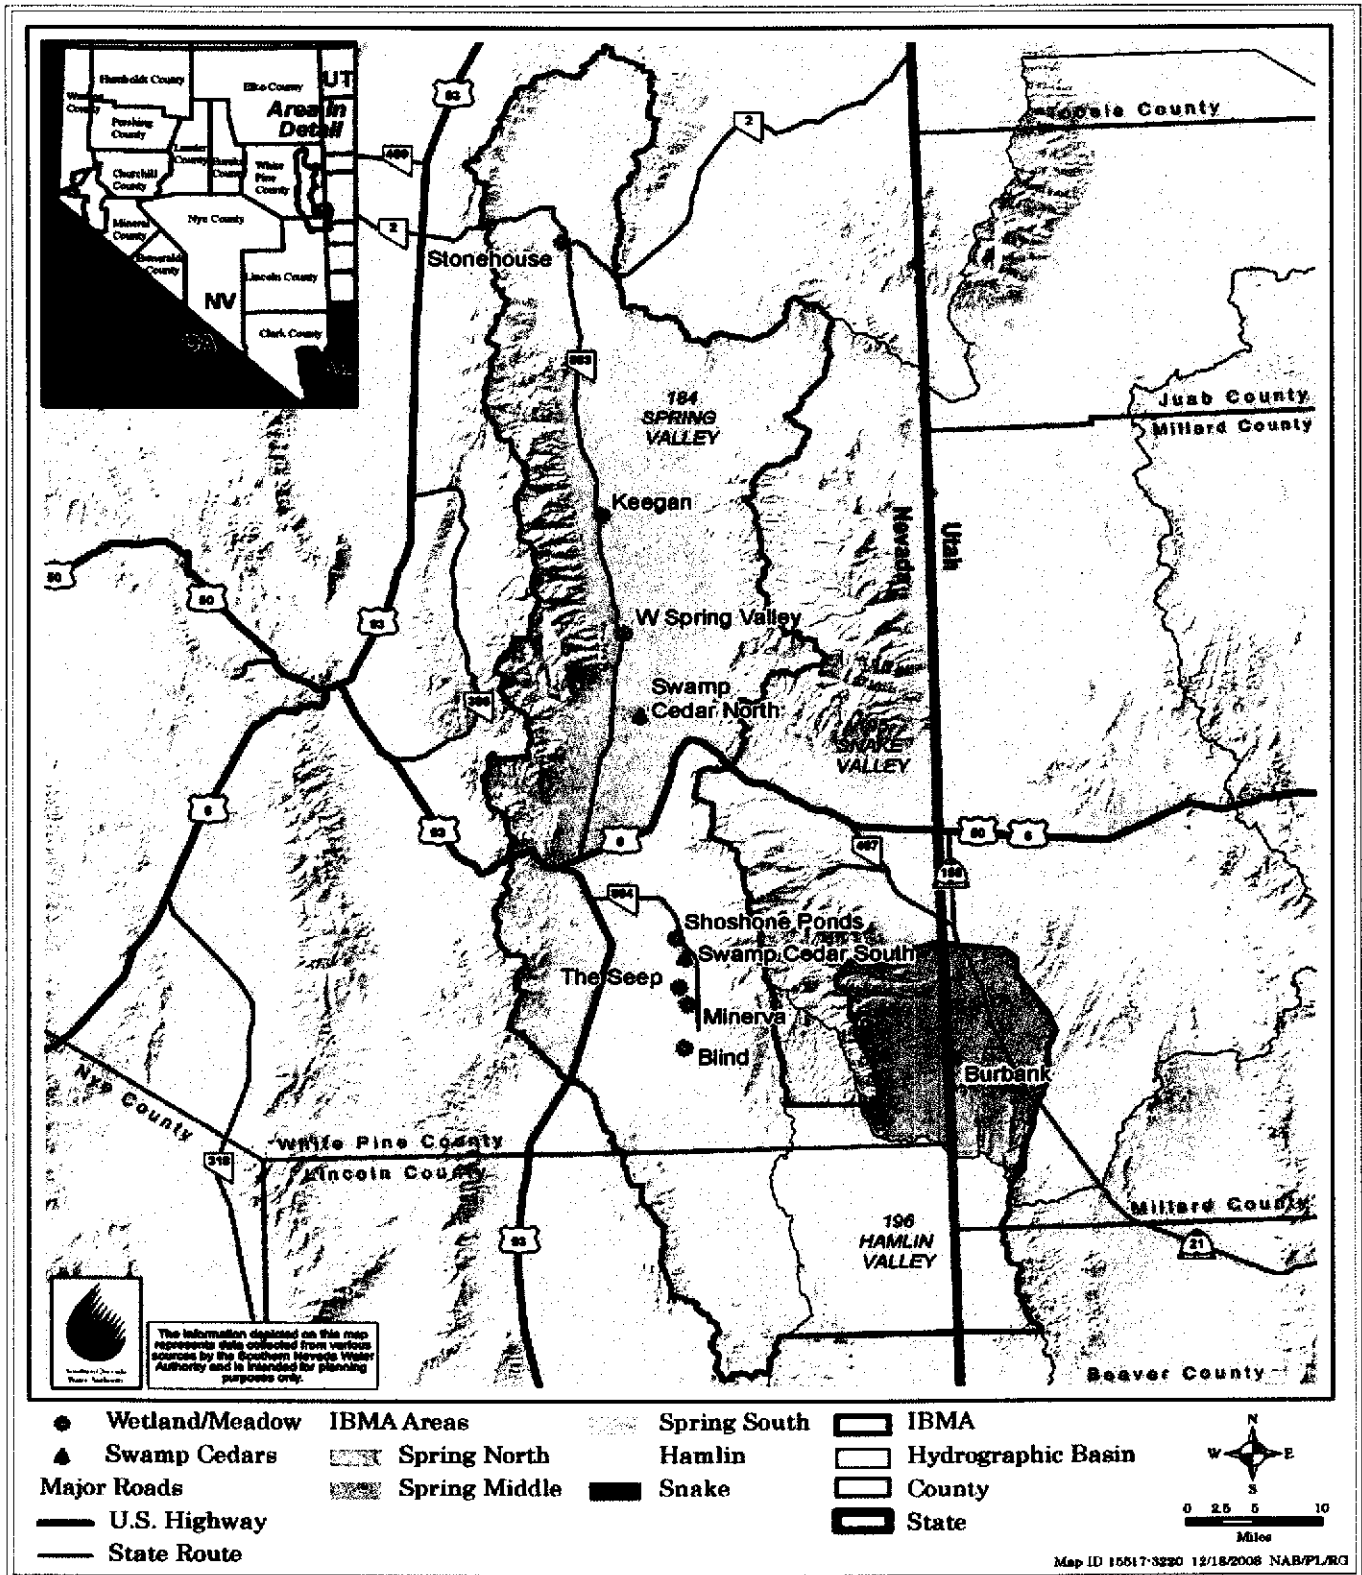 Humboldt County
Elko County
UT
Area in
Detail
County
Pershing
County
Lander
County
Eureka
County
White
Pine
County
Churchill
County
Nye County
Mineral
County
Esmeralda
County
Lincoln County
NV
Clark County
93
2
2
Stonehouse
Tooele County
893
184
SPRING
VALLEY
Juab County
Millard County
Keegan
Nevada
Utah
50
50
93
W Spring Valley
Swamp
Cedar North
SNAKE
VALLEY
6
93
6
50
6
487
894
Shoshone Ponds
Swamp Cedar South
The Seep
Minerva
Blind
Burbank
Nye County
White Pine County
Lincoln County
318
93
196
HAMLIN
VALLEY
Millard County
21
Beaver County
Southern Nevada
Water Authority
The information depicted on this map
represents data collected from various
sources by the Southern Nevada Water
Authority and is intended for planning
purposes only.
Wetland/Meadow
Swamp Cedars
Major Roads
U.S. Highway
State Route
IBMA Areas
Spring North
Spring Middle
Spring South
Hamlin
Snake
IBMA
Hydrographic Basin
County
State
N
W E
S
0 2.5 5 10
Miles
Map ID 15517-3220 12/18/2008 NAB/PL/RG